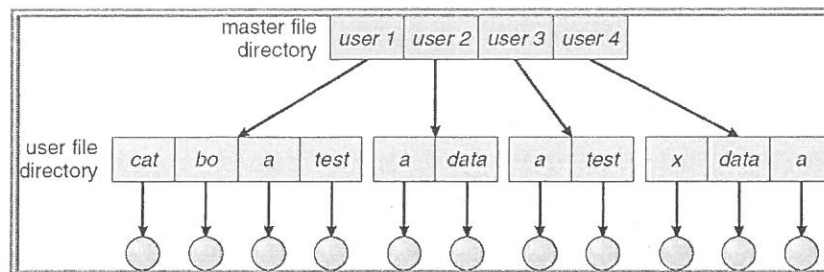 master file
directory
user 1 user 2 user 3 user 4
user file
directory
cat bo a test a data a test x data a